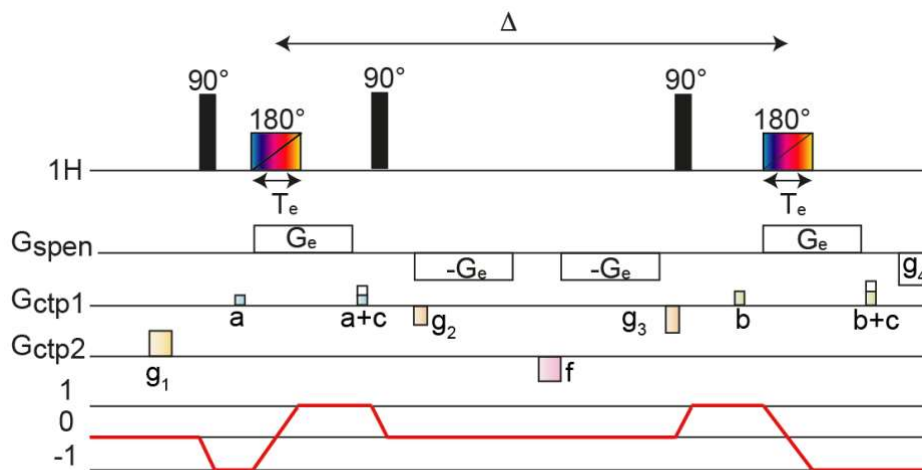 Δ
90° 90° 90°
180° 180°
1H
Te Te
Gspen Ge Ge
-Ge -Ge g4
Gctp1
a a+c g2 g3 b b+c
Gctp2
g1 f
1
0
-1